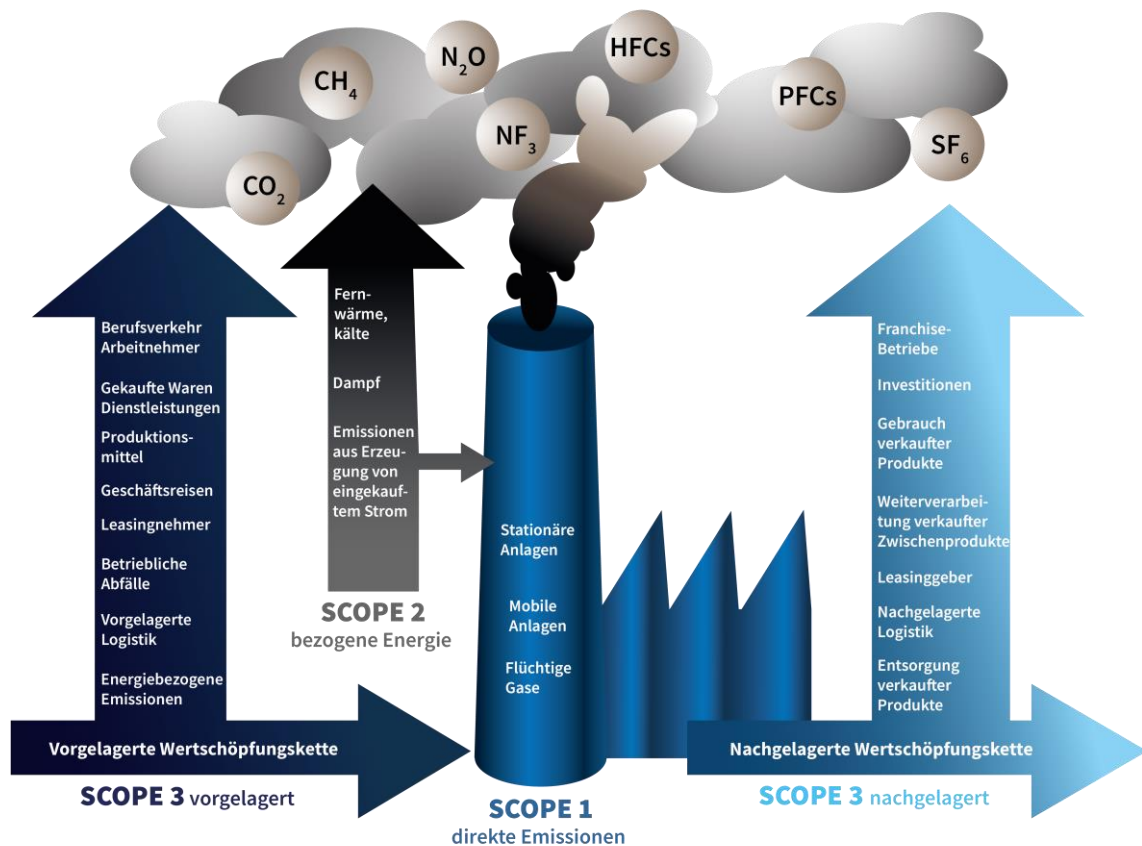 CO₂
CH₄
N₂O
NF₃
HFCs
PFCs
SF₆
Berufsverkehr
Arbeitnehmer
Gekaufte Waren
Dienstleistungen
Produktions-
mittel
Geschäftsreisen
Leasingnehmer
Betriebliche
Abfälle
Vorgelagerte
Logistik
Energiebezogene
Emissionen
Vorgelagerte Wertschöpfungskette
SCOPE 3 vorgelagert
Fern-
wärme,
kälte
Dampf
Emissionen
aus Erzeu-
gung von
eingekauf-
tem Strom
SCOPE 2
bezogene Energie
Stationäre
Anlagen
Mobile
Anlagen
Flüchtige
Gase
SCOPE 1
direkte Emissionen
Franchise-
Betriebe
Investitionen
Gebrauch
verkaufter
Produkte
Weiterverarbei-
tung verkaufter
Zwischenprodukte
Leasinggeber
Nachgelagerte
Logistik
Entsorgung
verkaufter
Produkte
Nachgelagerte Wertschöpfungskette
SCOPE 3 nachgelagert